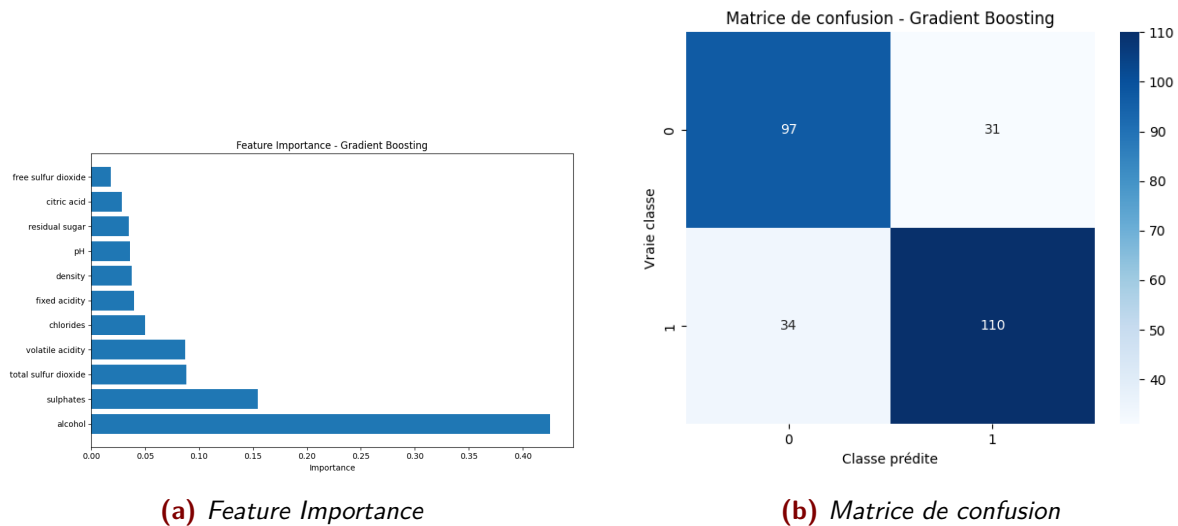 Feature Importance - Gradient Boosting
free sulfur dioxide
citric acid
residual sugar
pH
density
fixed acidity
chlorides
volatile acidity
total sulfur dioxide
sulphates
alcohol
0.00 0.05 0.10 0.15 0.20 0.25 0.30 0.35 0.40
Importance
(a) Feature Importance
Matrice de confusion - Gradient Boosting
Vraie classe
0
97 31
1
34 110
0 1
Classe prédite
110
100
90
80
70
60
50
40
(b) Matrice de confusion